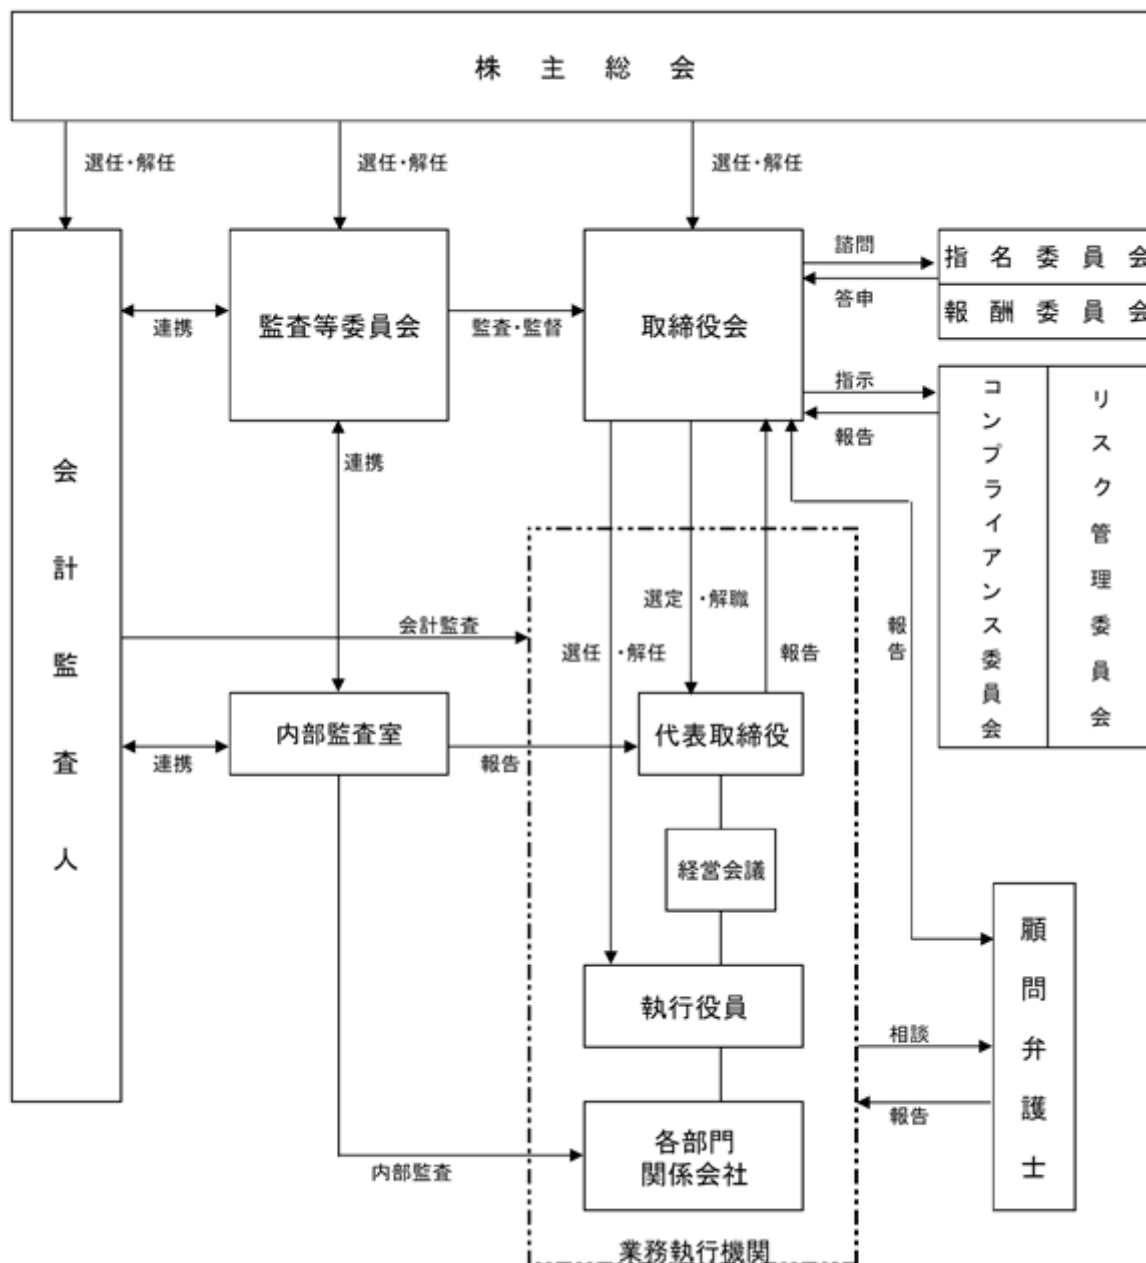 株主総会
選任・解任
選任・解任
選任・解任
会計監査人
監査等委員会
取締役会
連携
監査・監督
諮問
答申
指名委員会
報酬委員会
指示
報告
コンプライアンス委員会
リスク管理委員会
連携
会計監査
選定・解職
選任・解任
報告
報告
内部監査室
代表取締役
連携
報告
経営会議
執行役員
顧問弁護士
相談
報告
各部門
関係会社
内部監査
業務執行機関